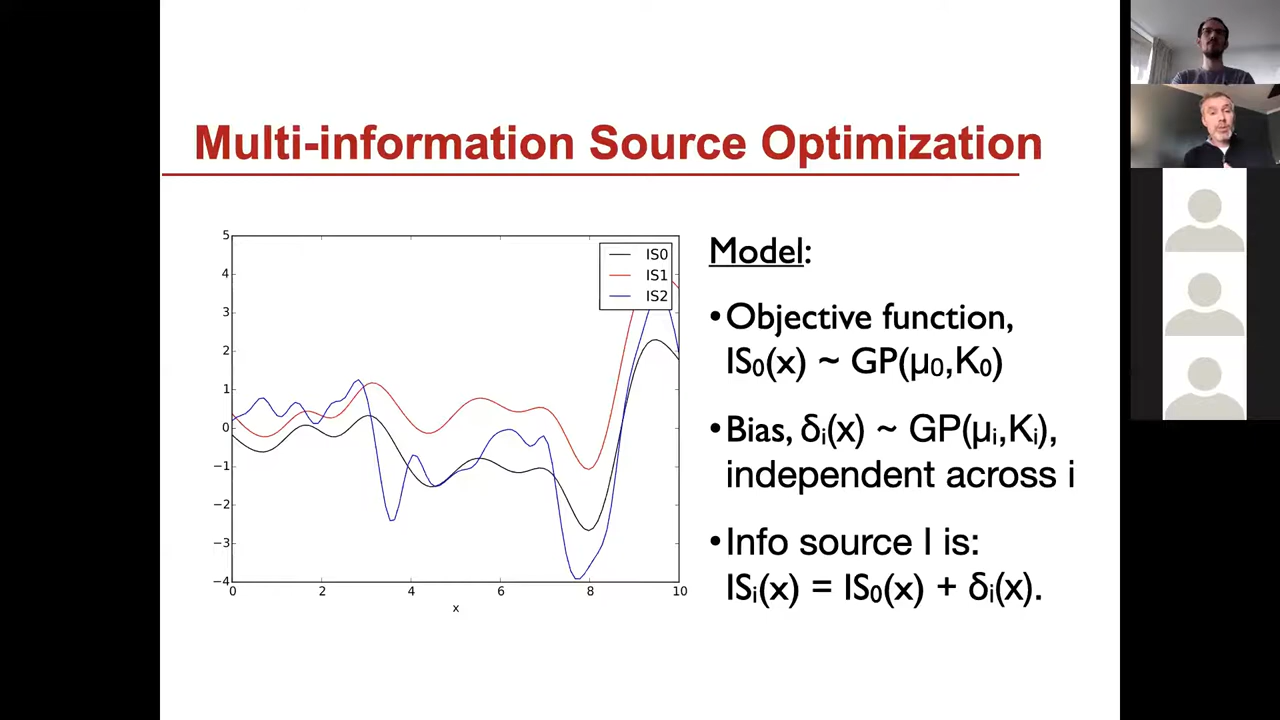 Multi-information Source Optimization
5
4
3
2
1
0
−1
−2
−3
−4
0 2 4 6 8 10
x
IS0
IS1
IS2
Model:
•Objective function,
IS₀(x) ~ GP(μ₀,K₀)
•Bias, δᵢ(x) ~ GP(μᵢ,Kᵢ),
independent across i
•Info source I is:
ISᵢ(x) = IS₀(x) + δᵢ(x).